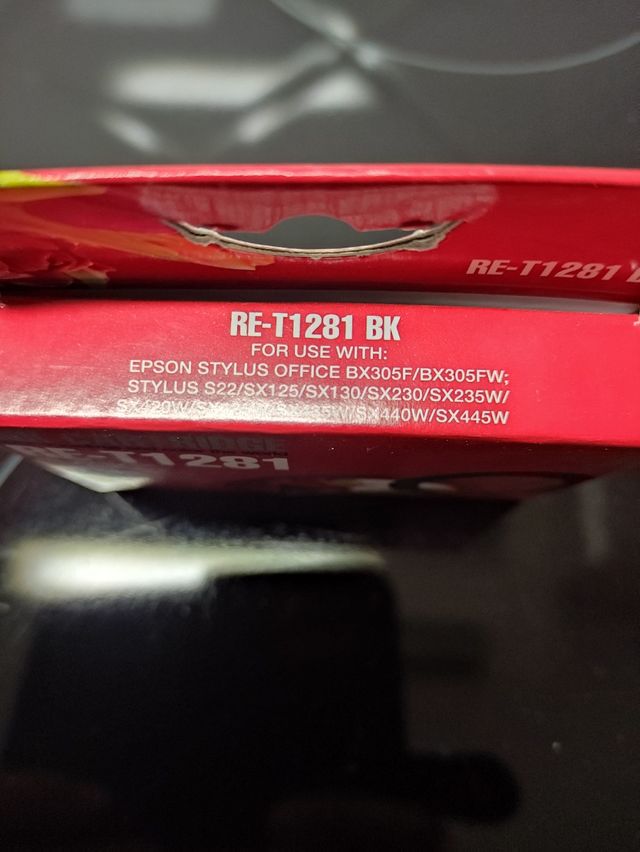 RE-T1281
RE-T1281 BK
FOR USE WITH:
EPSON STYLUS OFFICE BX305F/BX305FW;
STYLUS S22/SX125/SX130/SX230/SX235W/
SX440W/SX445W
RE-T1281